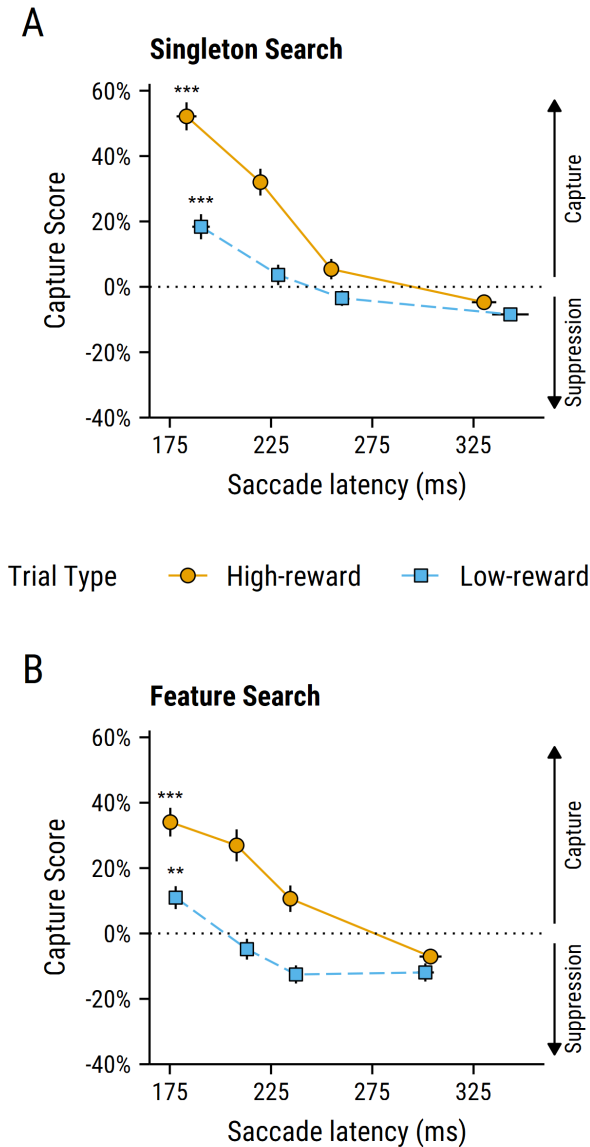 A
Singleton Search
60%
40%
20%
0%
-20%
-40%
***
***
Capture Score
Capture
Suppression
175 225 275 325
Saccade latency (ms)
Trial Type High-reward Low-reward
B
Feature Search
60%
40%
20%
0%
-20%
-40%
***
**
Capture Score
Capture
Suppression
175 225 275 325
Saccade latency (ms)